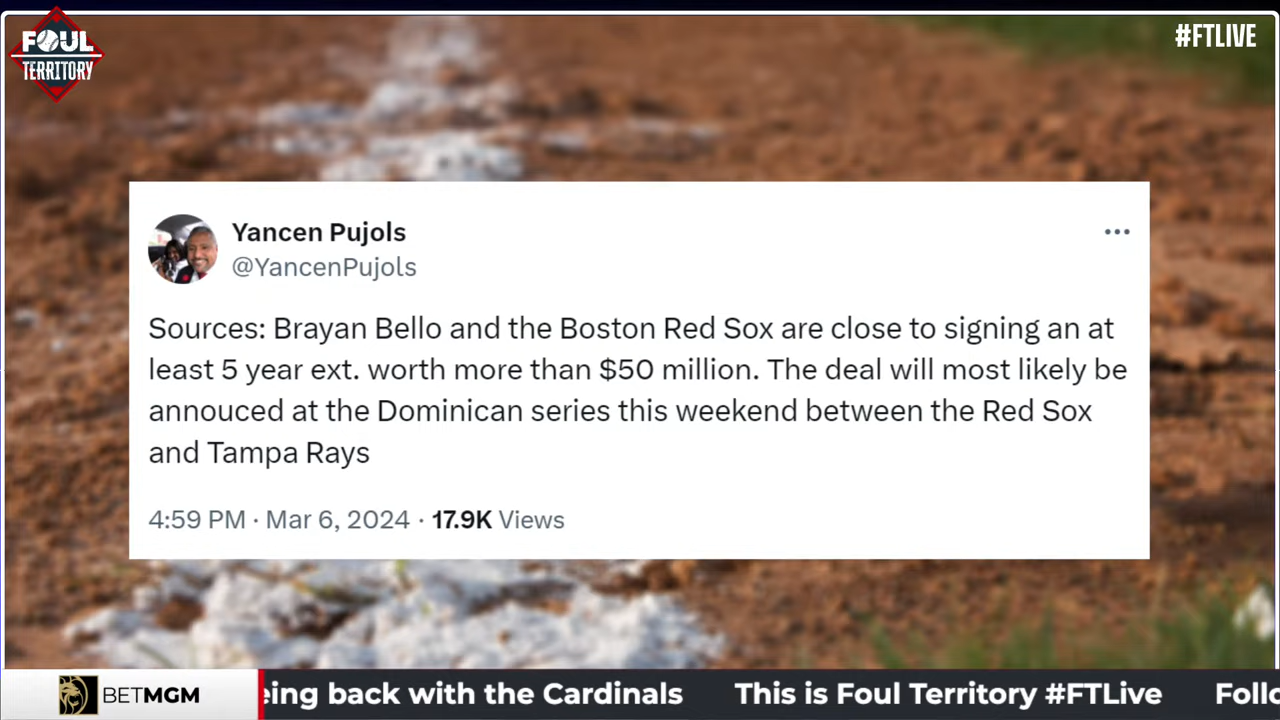 FOUL
TERRITORY
#FTLIVE
Yancen Pujols
@YancenPujols
Sources: Brayan Bello and the Boston Red Sox are close to signing an at
least 5 year ext. worth more than $50 million. The deal will most likely be
annouced at the Dominican series this weekend between the Red Sox
and Tampa Rays
4:59 PM · Mar 6, 2024 · 17.9K Views
BETMGM
eing back with the Cardinals This is Foul Territory #FTLive Follo